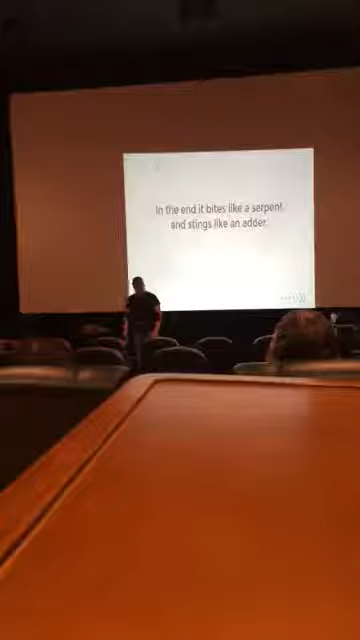 In the end it bites like a serpent,
and stings like an adder.